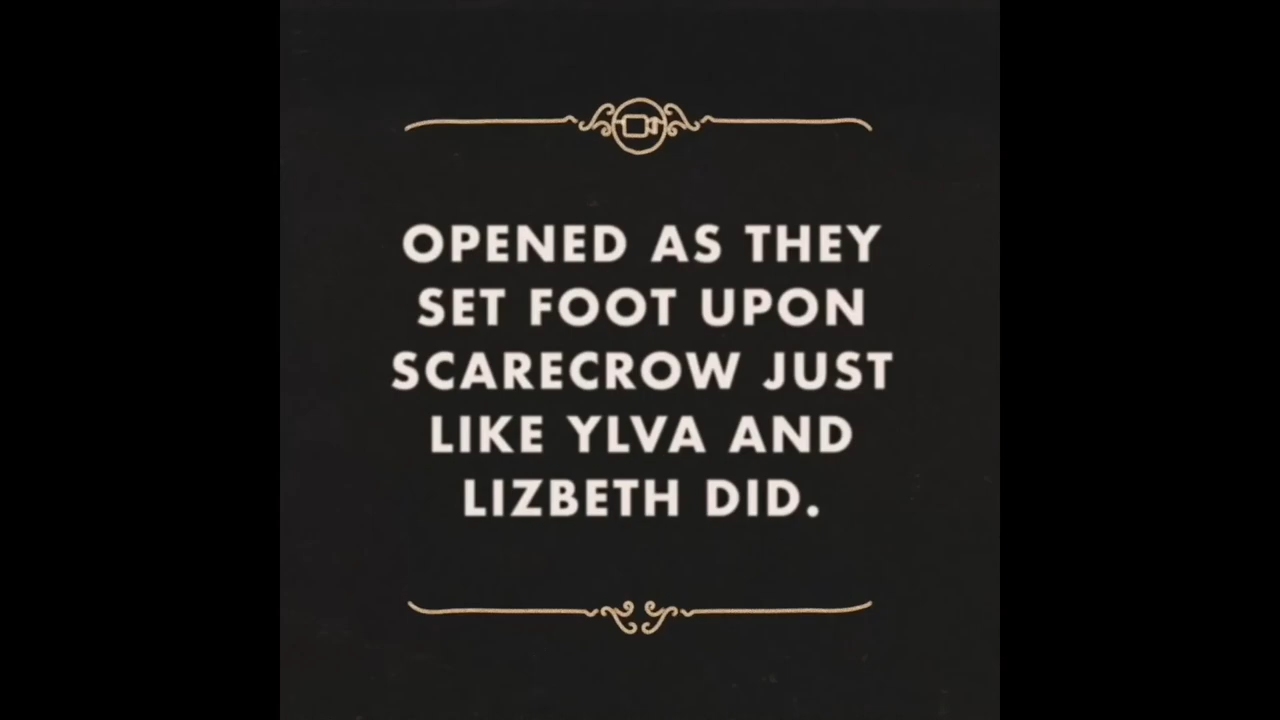 OPENED AS THEY
SET FOOT UPON
SCARECROW JUST
LIKE YLVA AND
LIZBETH DID.